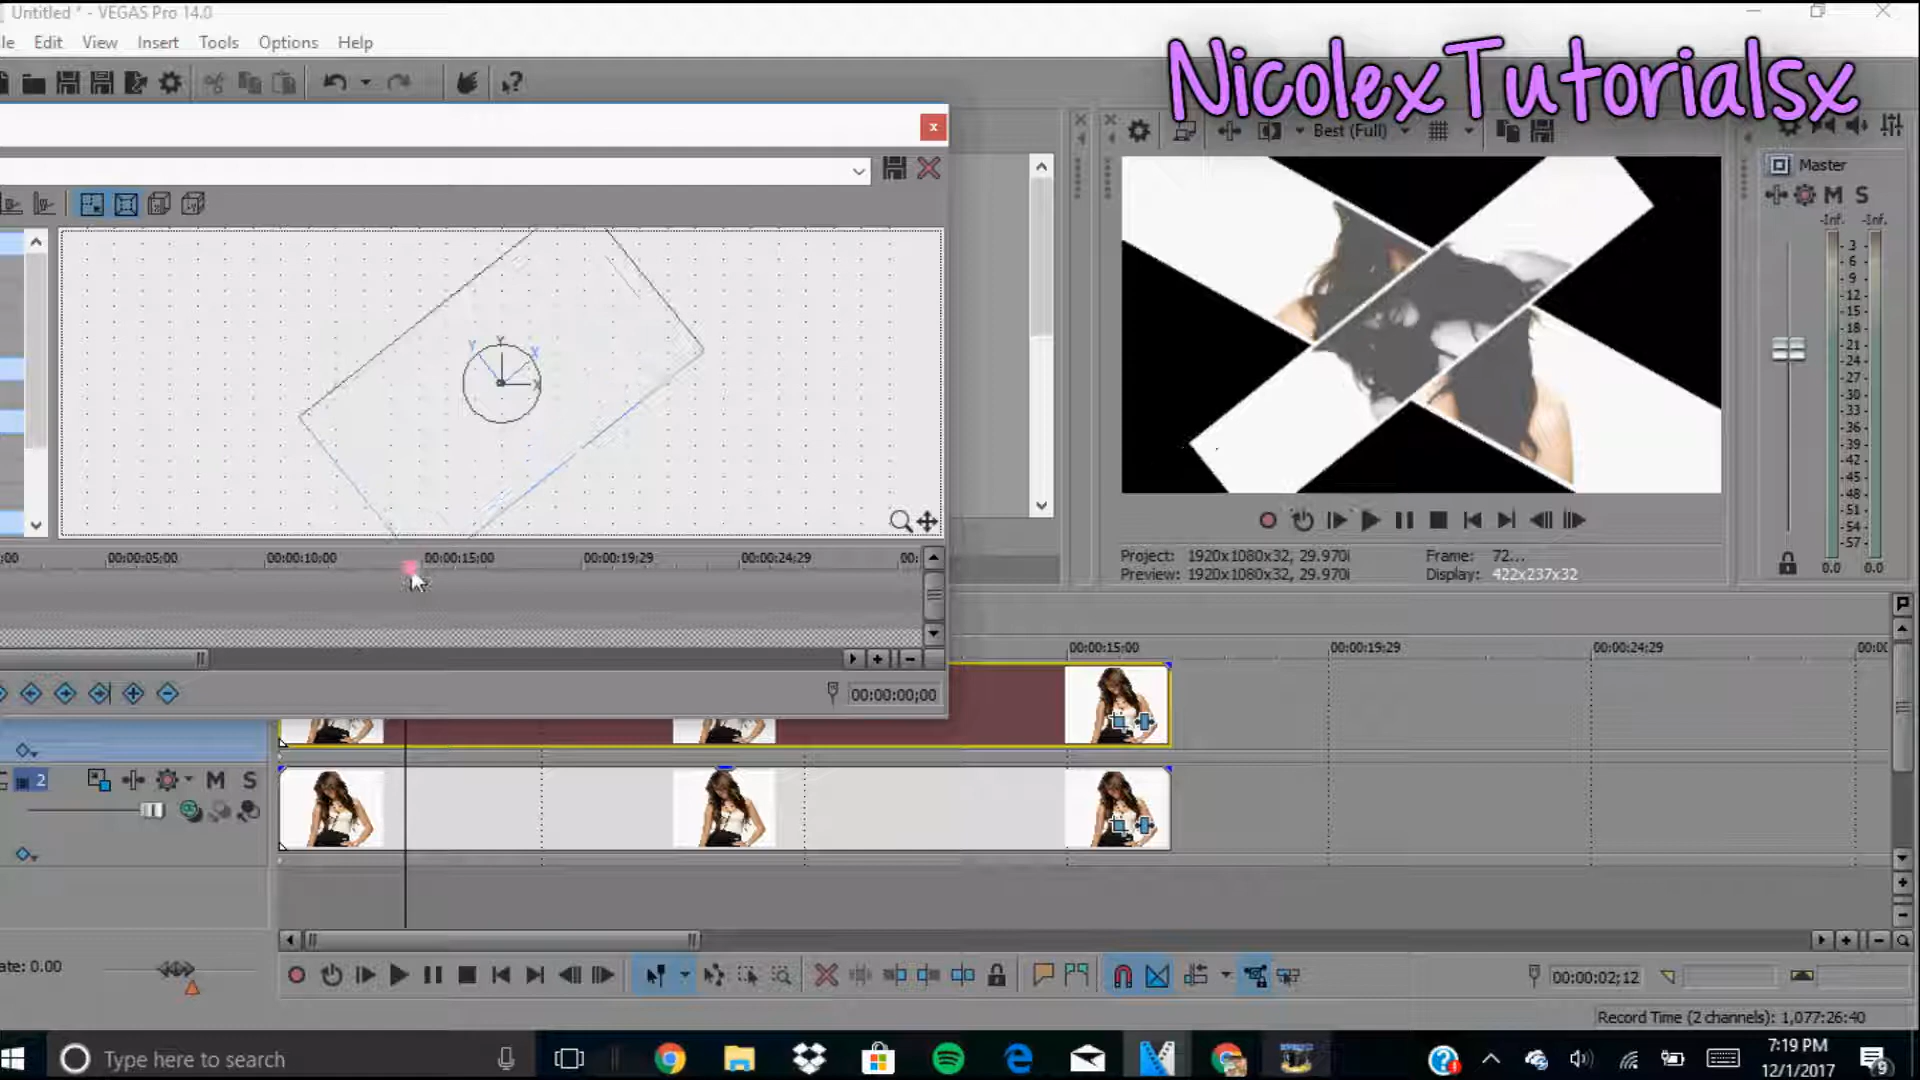 Untitled * - VEGAS Pro 14.0
le Edit View Insert Tools Options Help
NicolexTutorialsx
Best (Full)
Master
M S
-Inf. -Inf.
3
6
9
12
15
18
21
24
27
30
33
36
39
42
45
48
51
54
57
0.0 0.0
Y Y X
X
:00 00:00:05;00 00:00:10;00 00:00:15;00 00:00:19;29 00:00:24;29 00:
00:00:00;00
Project: 1920x1080x32, 29.970i Frame: 72...
Preview: 1920x1080x32, 29.970i Display: 422x237x32
00:00:15:00 00:00:19:29 00:00:24:29 00:0(
2 M S
ate: 0.00
00:00:02;12
Record Time (2 channels): 1,077:26:40
Type here to search
7:19 PM
12/1/2017
9